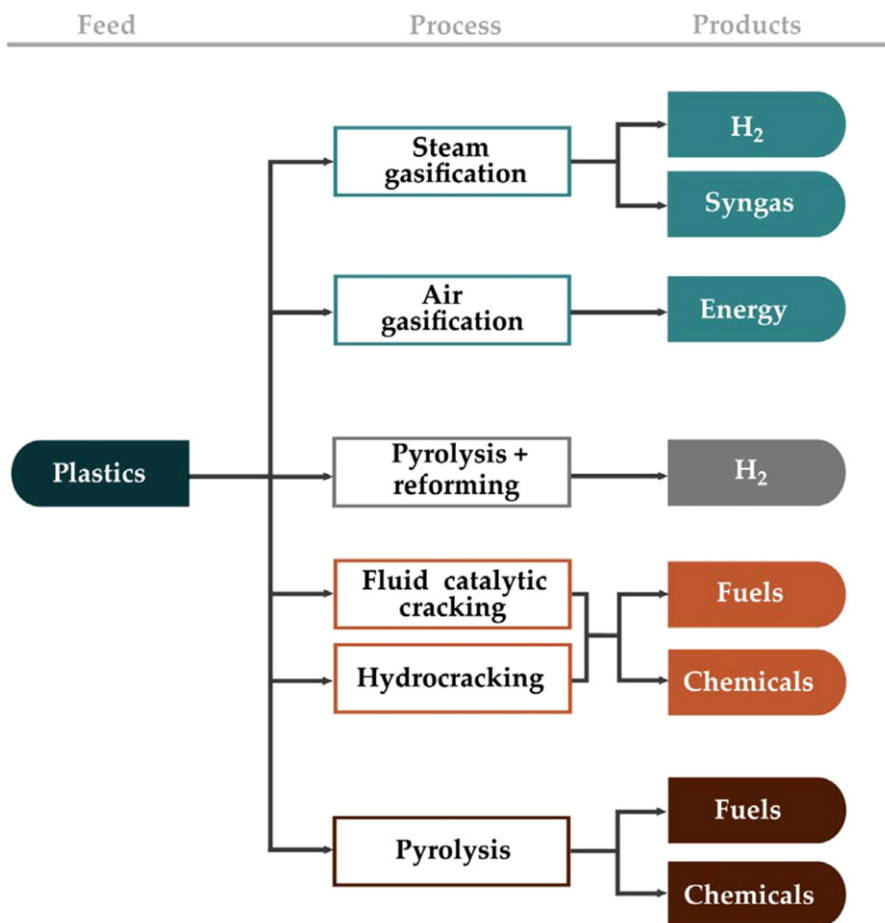 Feed Process Products
Steam
gasification
H₂
Syngas
Air
gasification
Energy
Plastics
Pyrolysis +
reforming
H₂
Fluid catalytic
cracking
Hydrocracking
Fuels
Chemicals
Pyrolysis
Fuels
Chemicals